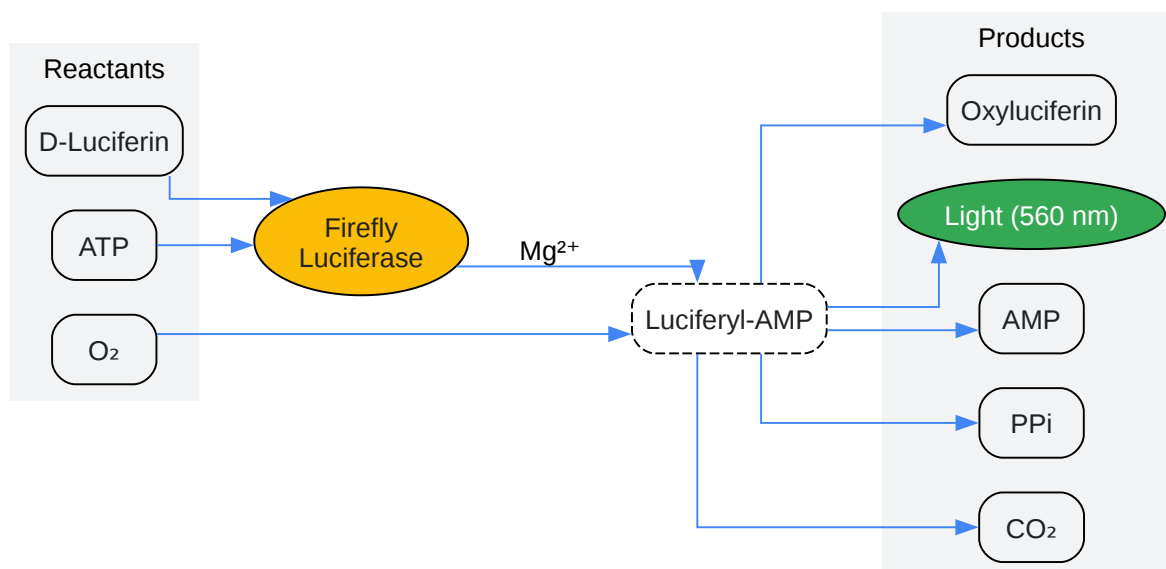 Reactants
D-Luciferin
ATP
O₂
Firefly
Luciferase
Mg²⁺
Luciferyl-AMP
Products
Oxyluciferin
Light (560 nm)
AMP
PPi
CO₂